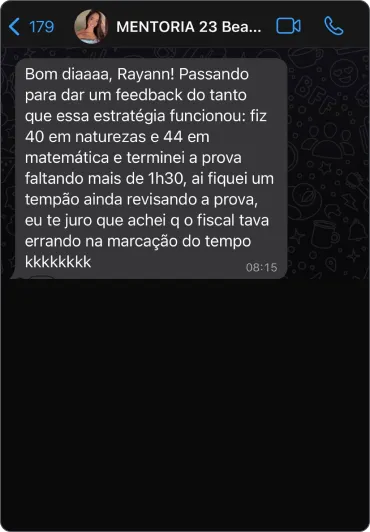 179
MENTORIA 23 Bea...
Bom diaaaa, Rayann! Passando
para dar um feedback do tanto
que essa estratégia funcionou: fiz
40 em naturezas e 44 em
matemática e terminei a prova
faltando mais de 1h30, ai fiquei um
tempão ainda revisando a prova,
eu te juro que achei q o fiscal tava
errando na marcação do tempo
kkkkkkkk
08:15